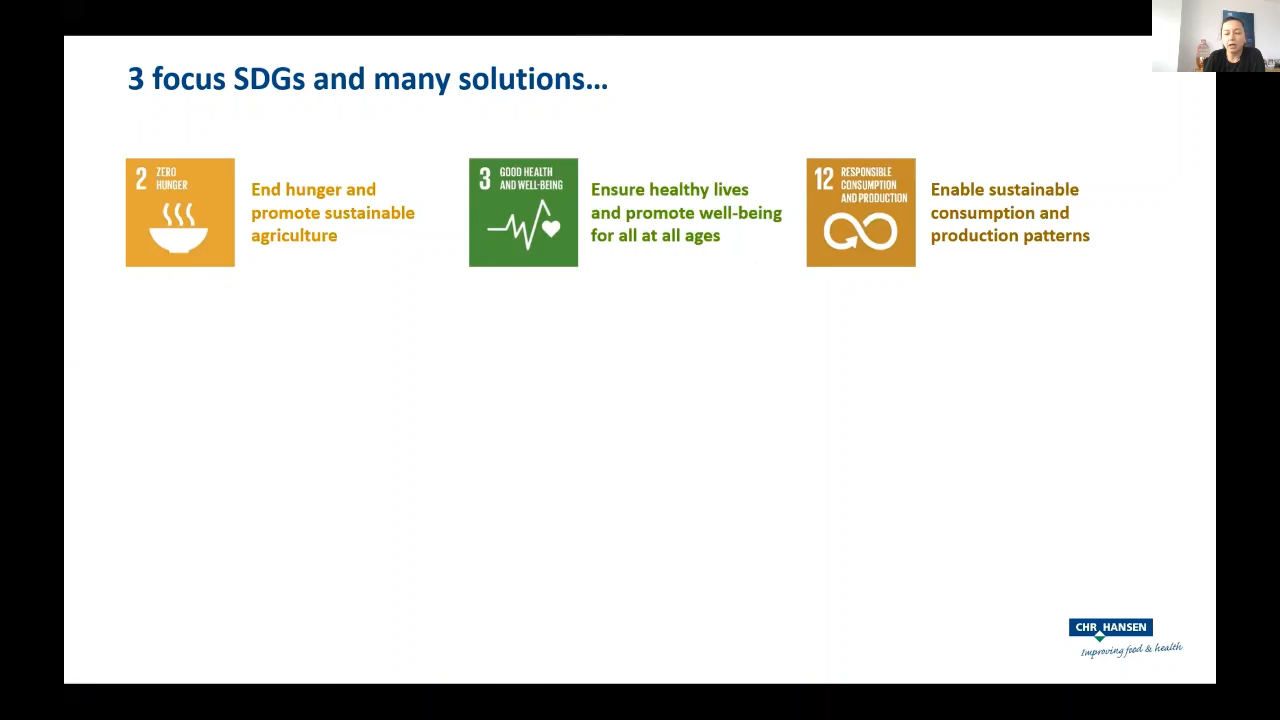 3 focus SDGs and many solutions...
2 ZERO
HUNGER
End hunger and
promote sustainable
agriculture
3 GOOD HEALTH
AND WELL-BEING
Ensure healthy lives
and promote well-being
for all at all ages
12 RESPONSIBLE
CONSUMPTION
AND PRODUCTION
Enable sustainable
consumption and
production patterns
CHR HANSEN
Improving food & health